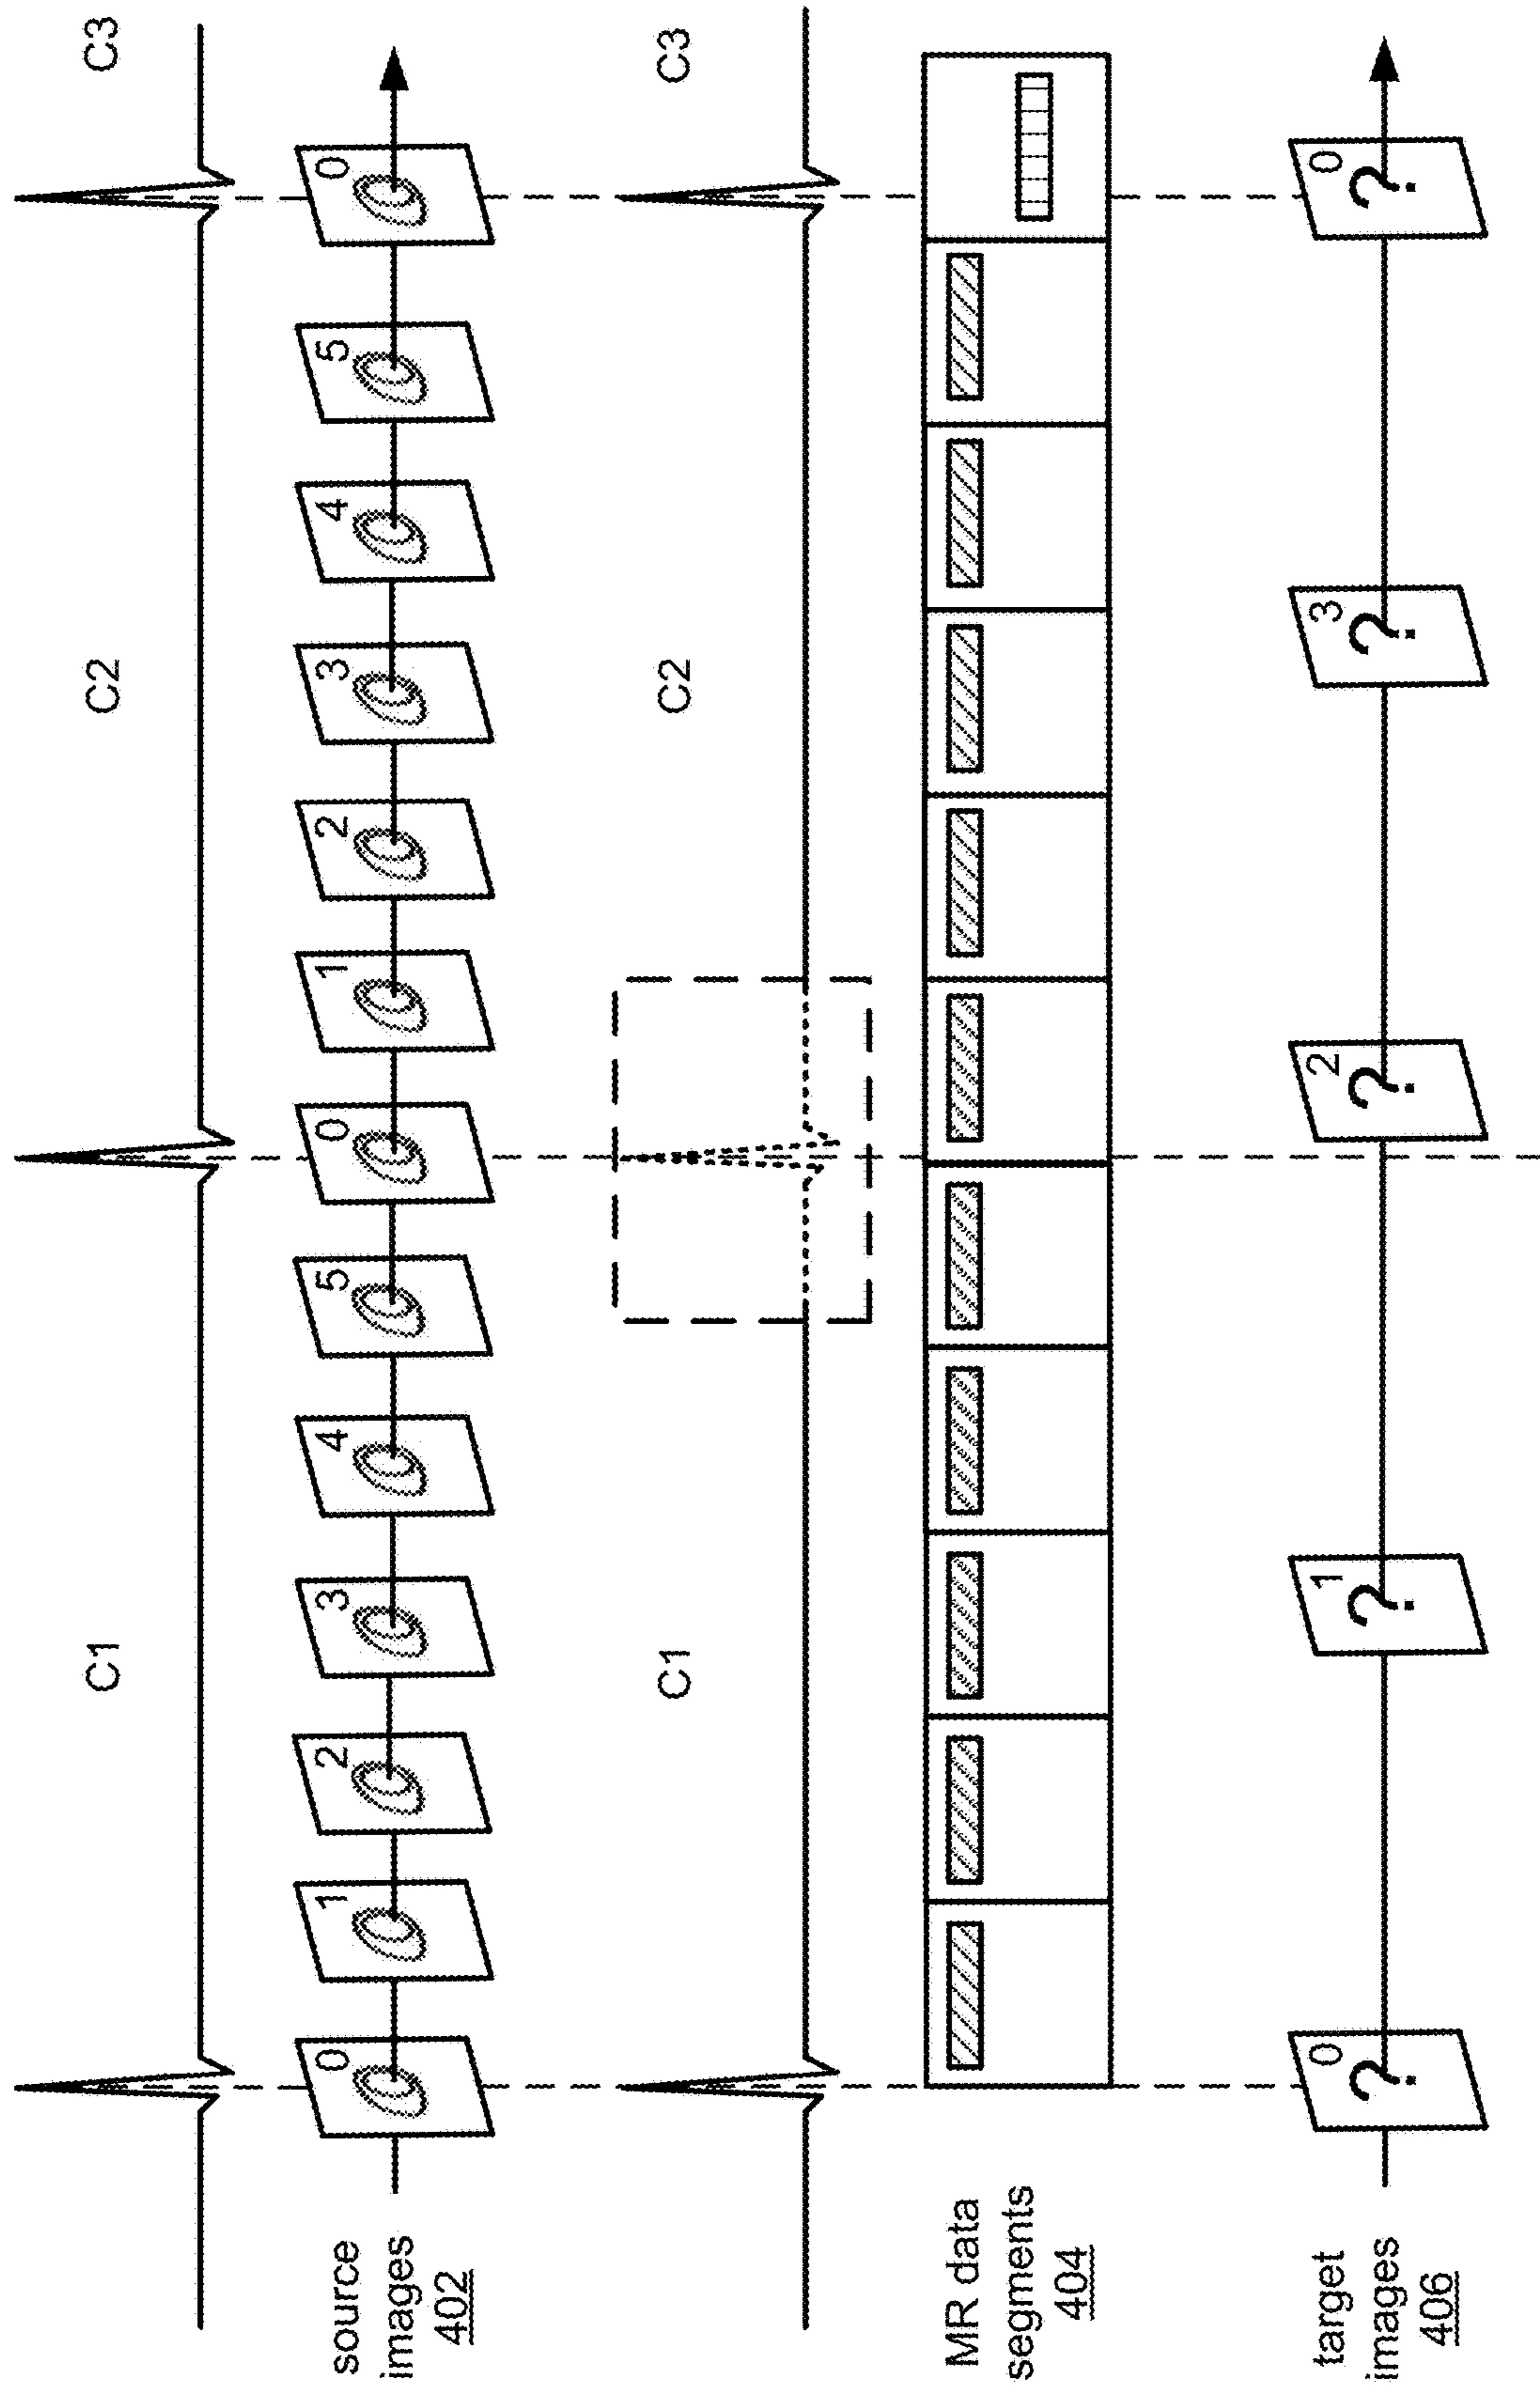 C1 C2 C3
source
images
402
0 1 2 3 4 5 0 1 2 3 4 5 0
C1 C2 C3
MR data
segments
404
target
images
406
0 1 2 3 0
? ? ? ? ?